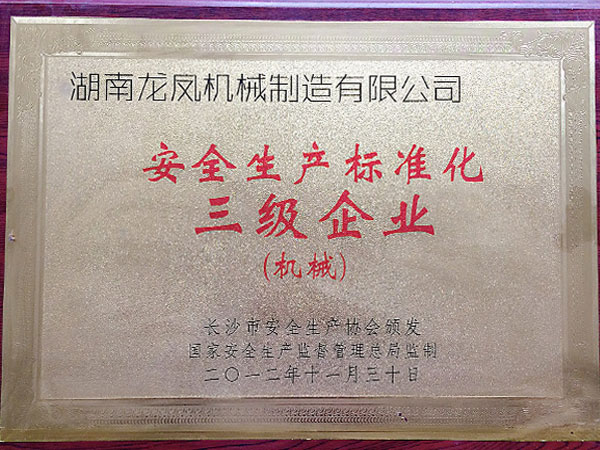 湖南龙凤机械制造有限公司
安全生产标准化
三级企业
(机械)
长沙市安全生产协会颁发
国家安全生产监督管理总局监制
二〇一二年十一月三十日